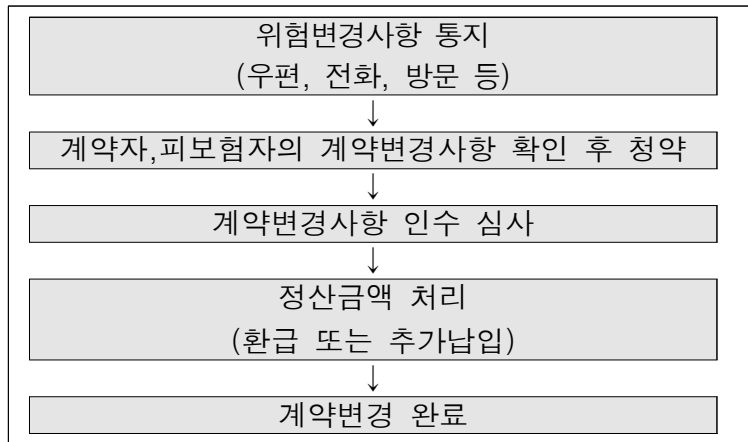 위험변경사항 통지
(우편, 전화, 방문 등)
↓
계약자,피보험자의 계약변경사항 확인 후 청약
↓
계약변경사항 인수 심사
↓
정산금액 처리
(환급 또는 추가납입)
↓
계약변경 완료